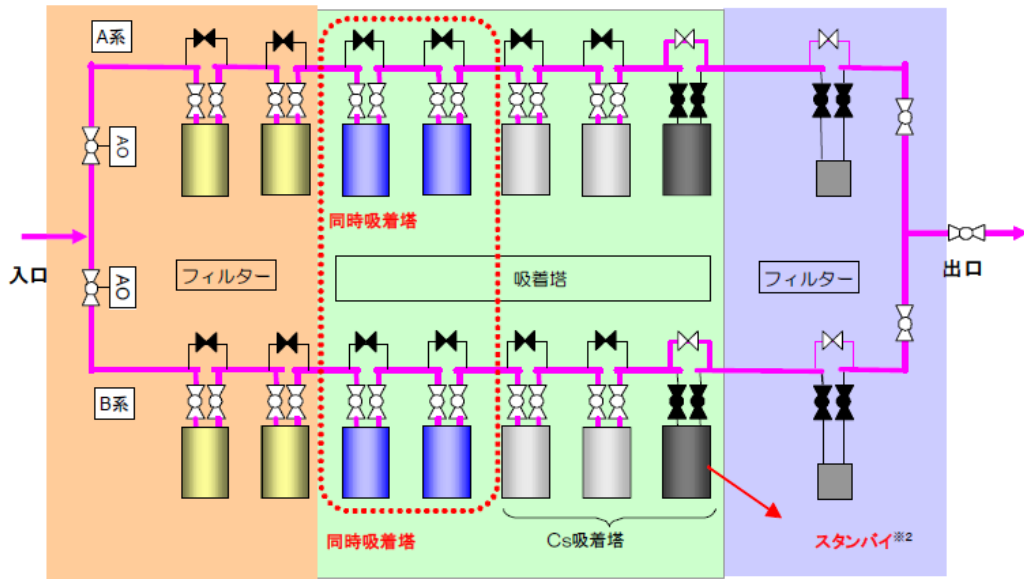 A系
AO
同時吸着塔
入口
AO
フィルター
吸着塔
フィルター
出口
B系
同時吸着塔
Cs吸着塔
スタンバイ※2